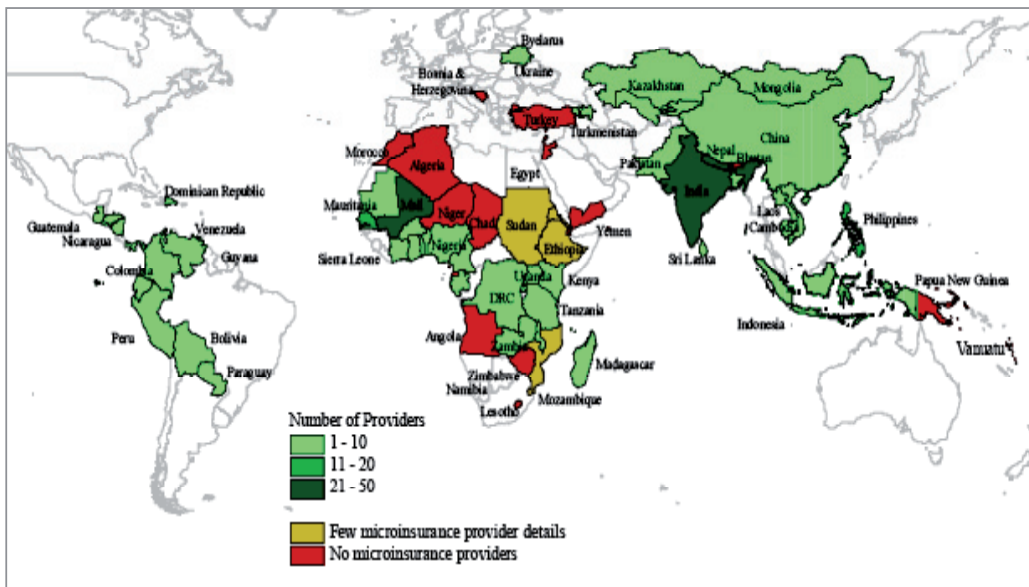 Byelarus
Ukraine
Bosnia &
Herzegovina
Kazakhstan
Mongolia
Turkey
Turkmenistan
China
Morocco
Algeria
Egypt
Pakistan
Nepal
Bhutan
India
Dominican Republic
Mauritania
Mali
Niger
Chad
Sudan
Yemen
Laos
Cambodia
Philippines
Guatemala
Nicaragua
Venezuela
Guyana
Colombia
Sierra Leone
Nigeria
Ethiopia
Sri Lanka
Uganda
Kenya
DRC
Tanzania
Papua New Guinea
Indonesia
Peru
Bolivia
Paraguay
Angola
Zambia
Madagascar
Vanuatu
Zimbabwe
Namibia
Mozambique
Lesotho
Number of Providers
1 - 10
11 - 20
21 - 50
Few microinsurance provider details
No microinsurance providers